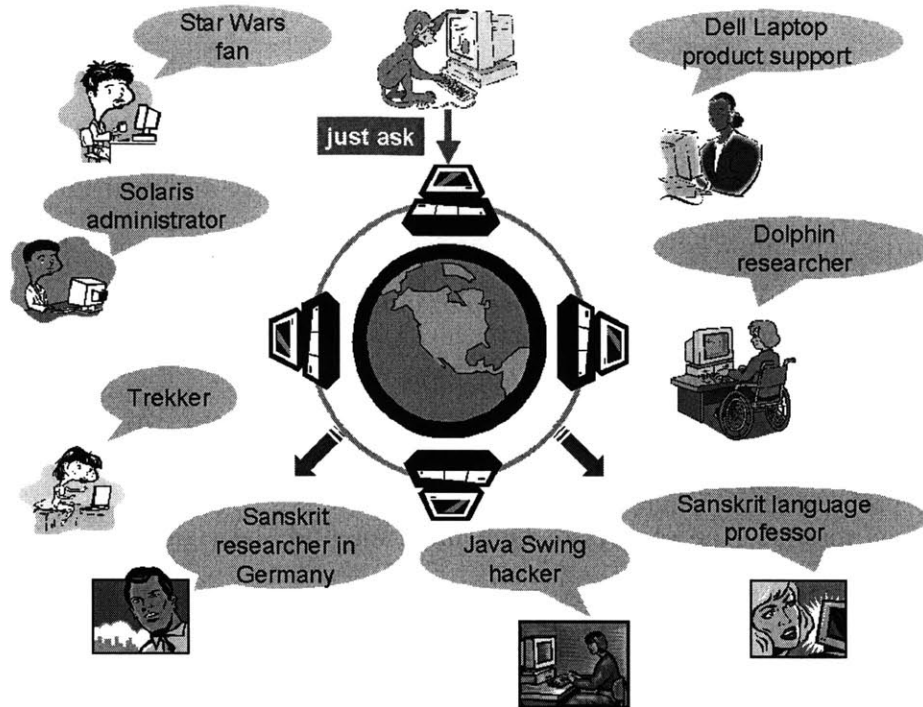 Star Wars
fan
Dell Laptop
product support
just ask
Solaris
administrator
Dolphin
researcher
Trekker
Sanskrit
researcher in
Germany
Java Swing
hacker
Sanskrit language
professor